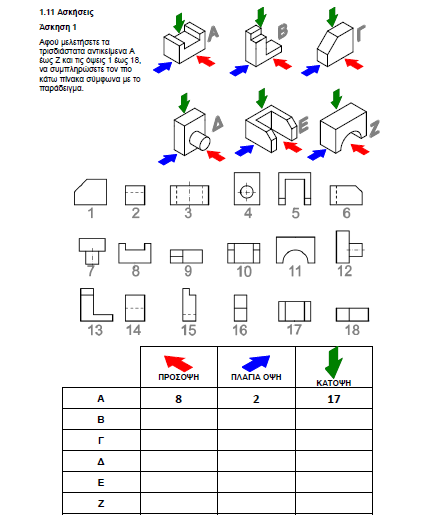 1.11 Ασκήσεις
Άσκηση 1
Αφού μελετήσετε τα
τρισδιάστατα αντικείμενα Α
έως Ζ και τις όψεις 1 έως 18,
να συμπληρώσετε τον πιο
κάτω πίνακα σύμφωνα με το
παράδειγμα.
Α Β Γ
Δ Ε Ζ
1 2 3 4 5 6
7 8 9 10 11 12
13 14 15 16 17 18
ΠΡΟΣΟΨΗ ΠΛΑΓΙΑ ΟΨΗ ΚΑΤΟΨΗ
Α 8 2 17
Β
Γ
Δ
Ε
Ζ